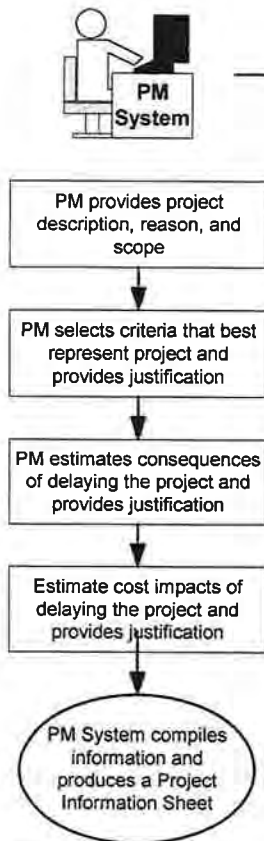 PM
System
PM provides project
description, reason, and
scope
PM selects criteria that best
represent project and
provides justification
PM estimates consequences
of delaying the project and
provides justification
Estimate cost impacts of
delaying the project and
provides justification
PM System compiles
information and
produces a Project
Information Sheet